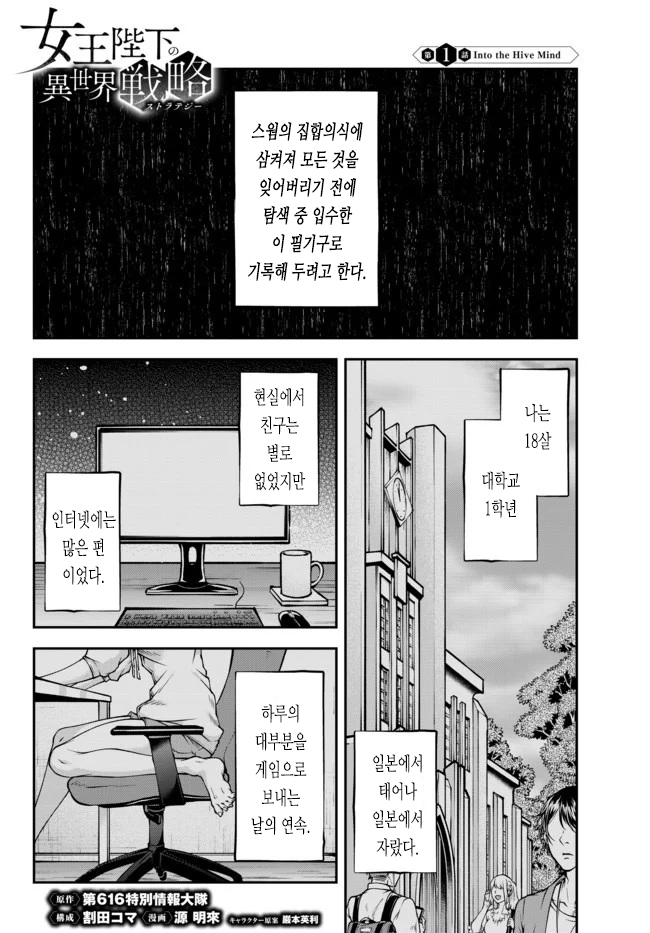 女王陛下の
異世界戦略
ストラテジー
第1話 Into the Hive Mind
스웜의 집합의식에
삼켜져 모든 것을
잊어버리기 전에
탐색 중 입수한
이 필기구로
기록해 두려고 한다.
나는
18살
대학교
1학년
일본에서
태어나
일본에서
자랐다.
현실에서
친구는
별로
없었지만
인터넷에는
많은 편
이었다.
하루의
대부분을
게임으로
보내는
날의 연속.
原作 第616特別情報大隊
構成 割田コマ 漫画 源 明來 キャラクター原案 巖本英利